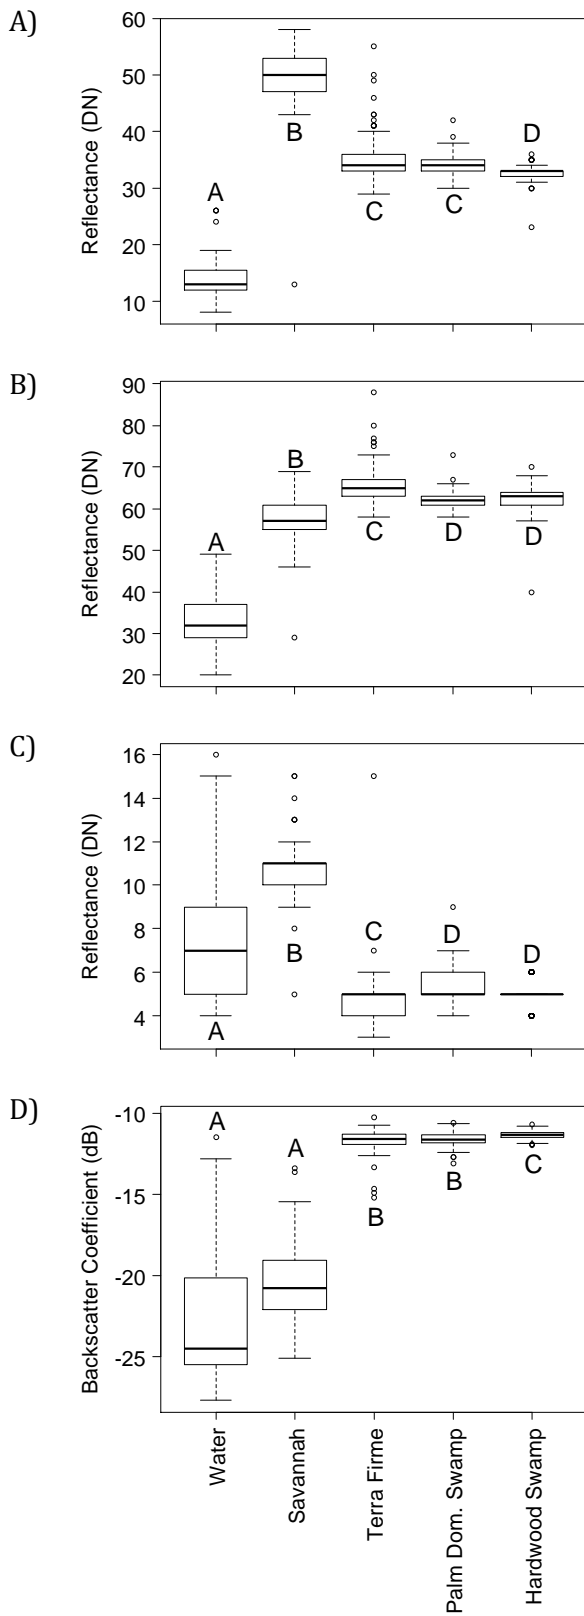 A)
Reflectance (DN)
60
50
40
30
20
10
A
B
C
C
D
B)
Reflectance (DN)
90
80
70
60
50
40
30
20
A
B
C
D
D
C)
Reflectance (DN)
16
14
12
10
8
6
4
A
B
C
D
D
D)
Backscatter Coefficient (dB)
-10
-15
-20
-25
A
A
B
B
C
Water
Savannah
Terra Firme
Palm Dom. Swamp
Hardwood Swamp